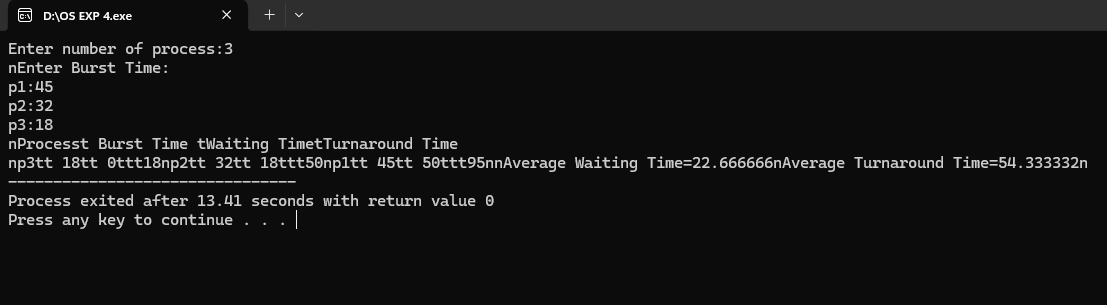 D:\OS EXP 4.exe
Enter number of process:3
nEnter Burst Time:
p1:45
p2:32
p3:18
nProcesst Burst Time tWaiting TimetTurnaround Time
np3tt 18tt 0ttt18np2tt 32tt 18ttt50np1tt 45tt 50ttt95nnAverage Waiting Time=22.666666nAverage Turnaround Time=54.333332n
--------------------------------
Process exited after 13.41 seconds with return value 0
Press any key to continue . . .